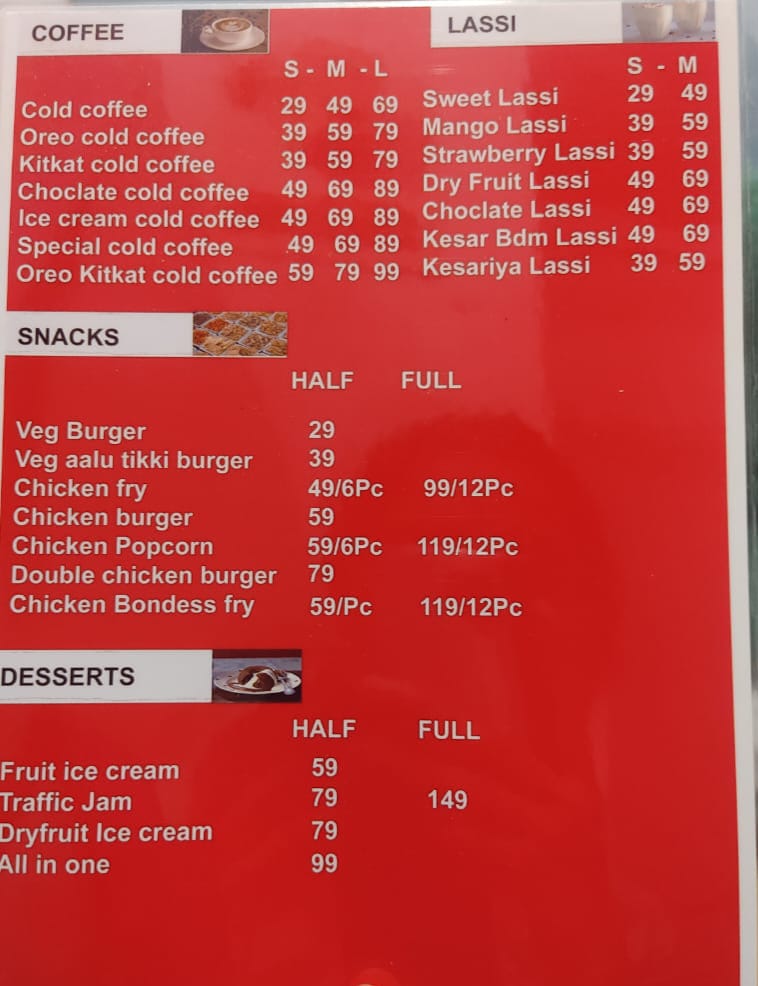 COFFEE
S - M - L
Cold coffee 29 49 69
Oreo cold coffee 39 59 79
Kitkat cold coffee 39 59 79
Choclate cold coffee 49 69 89
Ice cream cold coffee 49 69 89
Special cold coffee 49 69 89
Oreo Kitkat cold coffee 59 79 99
LASSI
S - M
Sweet Lassi 29 49
Mango Lassi 39 59
Strawberry Lassi 39 59
Dry Fruit Lassi 49 69
Choclate Lassi 49 69
Kesar Bdm Lassi 49 69
Kesariya Lassi 39 59
SNACKS
HALF FULL
Veg Burger 29
Veg aalu tikki burger 39
Chicken fry 49/6Pc 99/12Pc
Chicken burger 59
Chicken Popcorn 59/6Pc 119/12Pc
Double chicken burger 79
Chicken Bondess fry 59/Pc 119/12Pc
DESSERTS
HALF FULL
Fruit ice cream 59
Traffic Jam 79 149
Dryfruit Ice cream 79
All in one 99